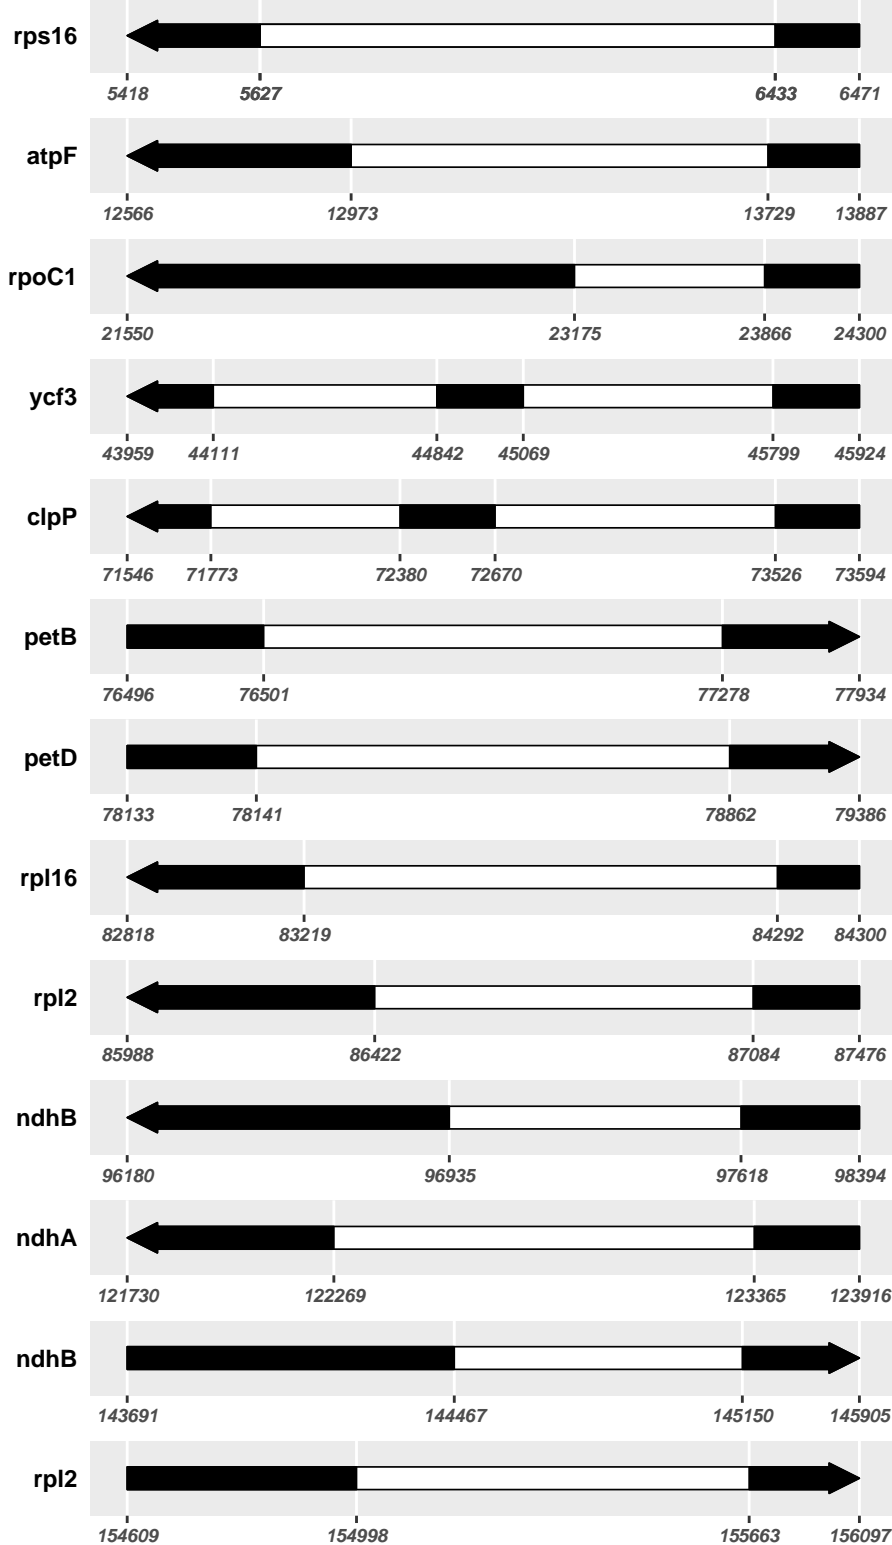 rps16
5418 5627 6433 6471
atpF
12566 12973 13729 13887
rpoC1
21550 23175 23866 24300
ycf3
43959 44111 44842 45069 45799 45924
clpP
71546 71773 72380 72670 73526 73594
petB
76496 76501 77278 77934
petD
78133 78141 78862 79386
rpl16
82818 83219 84292 84300
rpl2
85988 86422 87084 87476
ndhB
96180 96935 97618 98394
ndhA
121730 122269 123365 123916
ndhB
143691 144467 145150 145905
rpl2
154609 154998 155663 156097